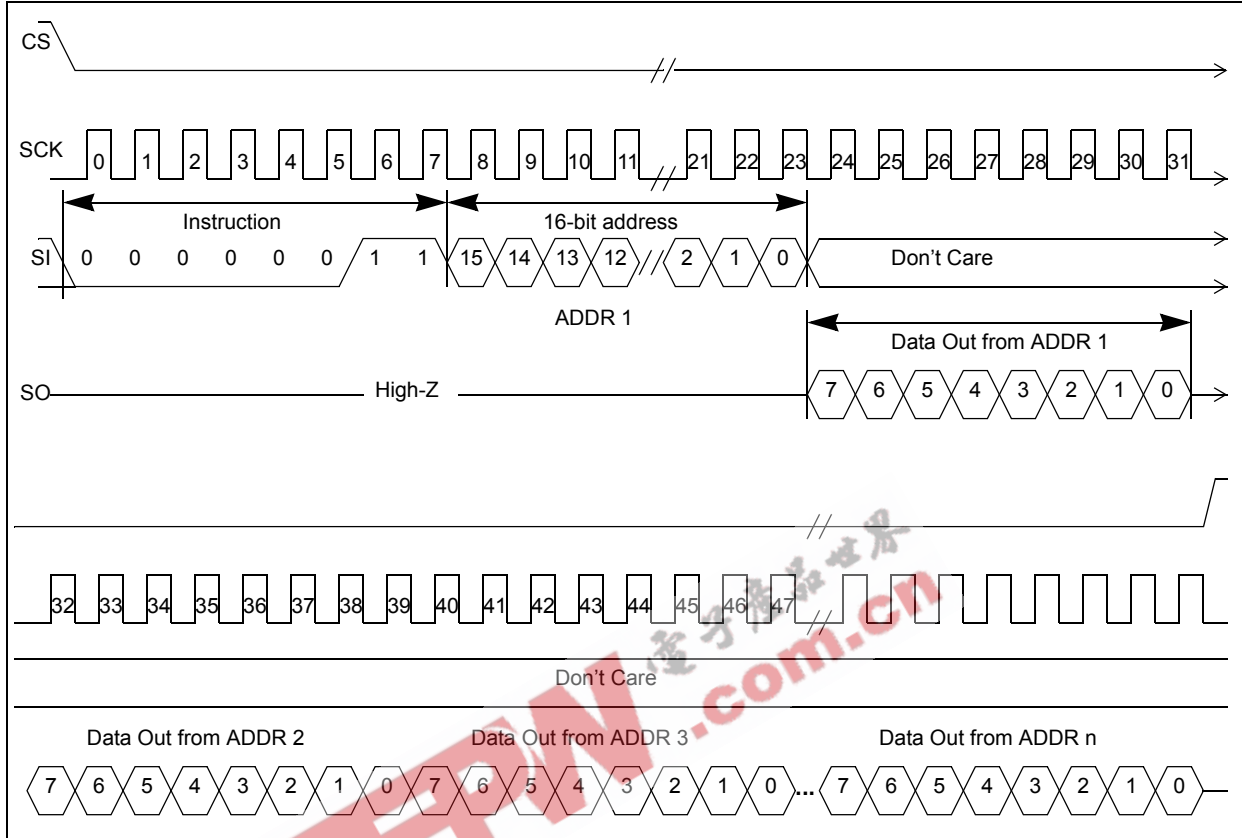 CS
SCK
0 1 2 3 4 5 6 7 8 9 10 11 21 22 23 24 25 26 27 28 29 30 31
Instruction
16-bit address
SI
0 0 0 0 0 0 1 1 15 14 13 12 2 1 0
Don't Care
ADDR 1
Data Out from ADDR 1
SO
High-Z
7 6 5 4 3 2 1 0
32 33 34 35 36 37 38 39 40 41 42 43 44 45 46 47
電子產品世界
.com.cn
Don't Care
Data Out from ADDR 2
Data Out from ADDR 3
Data Out from ADDR n
7 6 5 4 3 2 1 0 7 6 5 4 3 2 1 0 ... 7 6 5 4 3 2 1 0